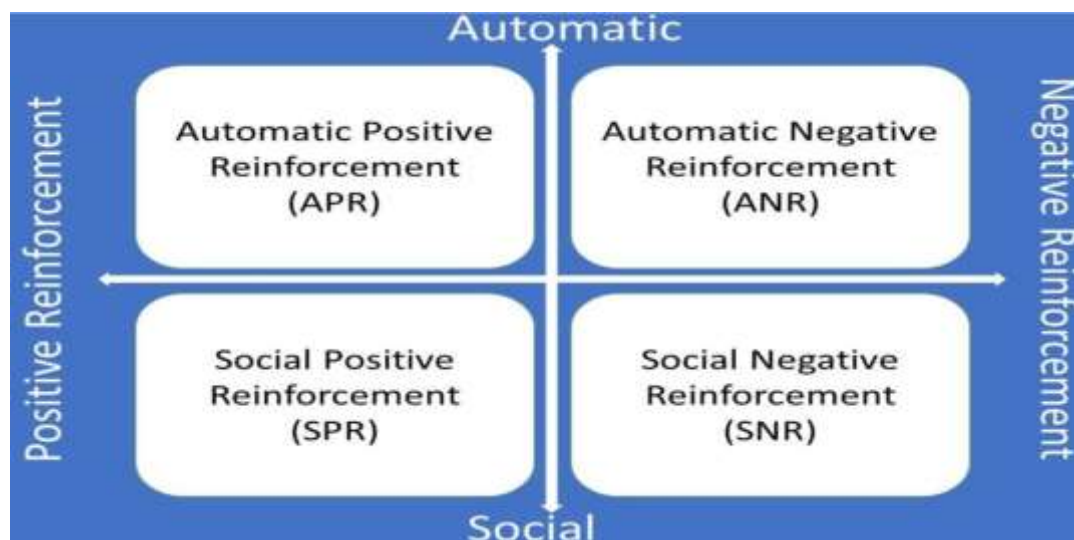 Automatic
Positive Reinforcement
Automatic Positive
Reinforcement
(APR)
Automatic Negative
Reinforcement
(ANR)
Negative Reinforcement
Social Positive
Reinforcement
(SPR)
Social Negative
Reinforcement
(SNR)
Social